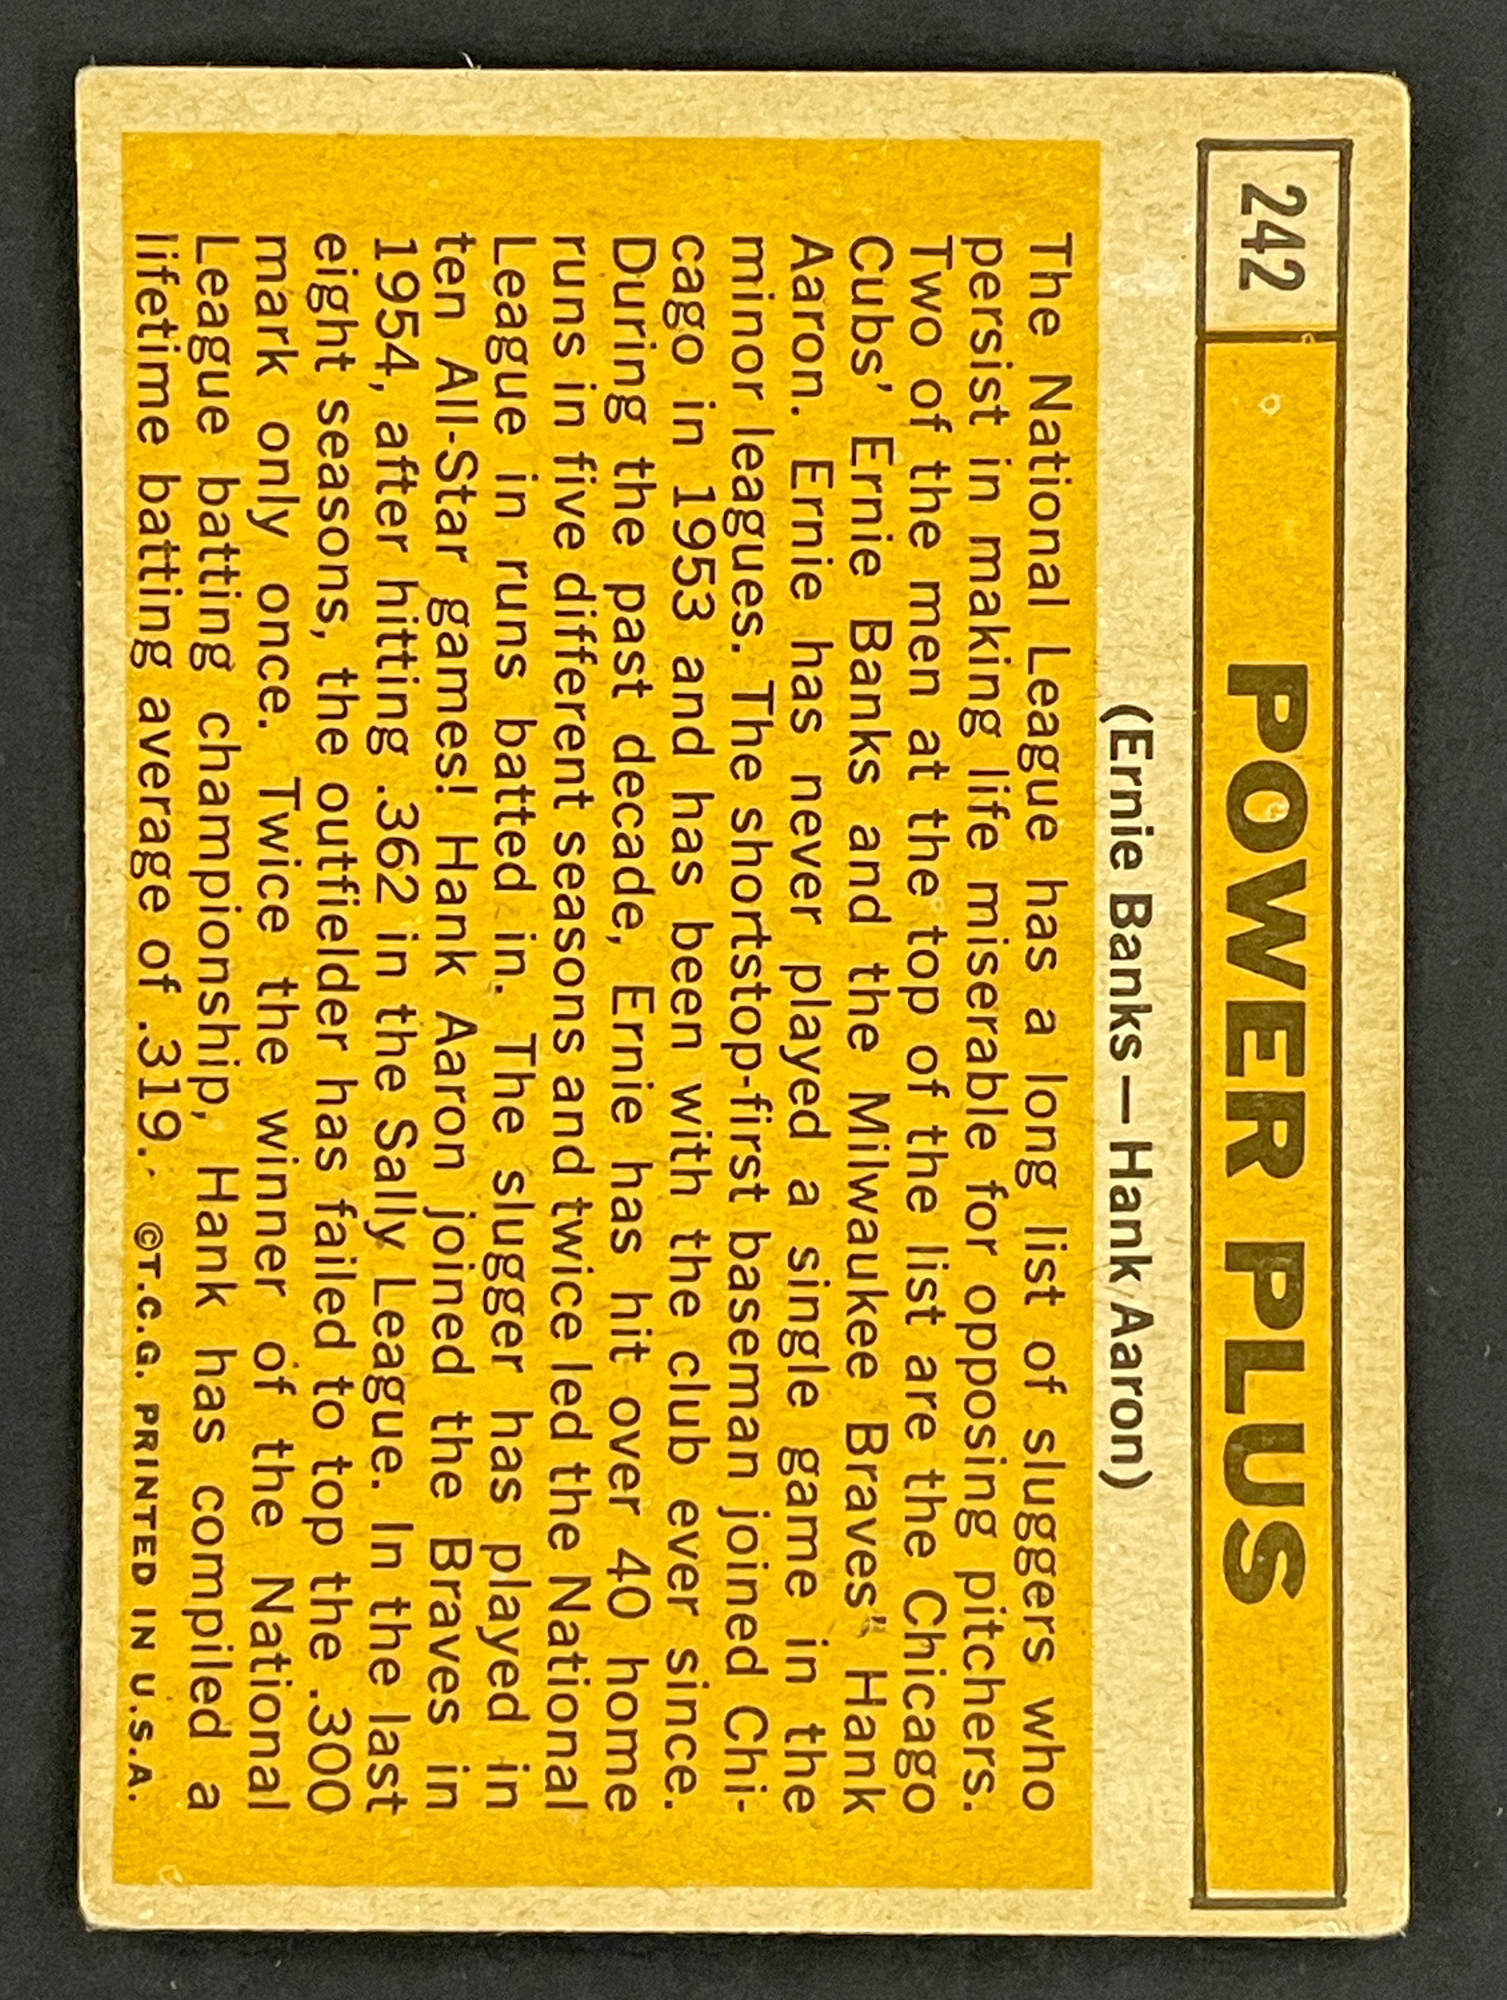 242
POWER PLUS
(Ernie Banks — Hank Aaron)
The National League has a long list of sluggers who
persist in making life miserable for opposing pitchers.
Two of the men at the top of the list are the Chicago
Cubs’ Ernie Banks and the Milwaukee Braves” Hank
Aaron. Ernie has never played a single game in the
minor leagues. The shortstop-first baseman joined Chi-
cago in 1953 and has been with the club ever since.
During the past decade, Ernie has hit over 40 home
runs in five different seasons and twice led the National
League in runs batted in. The slugger has played in
ten All-Star games! Hank Aaron joined the Braves in
1954, after hitting .362 in the Sally League. In the last
eight seasons, the outfielder has failed to top the .300
mark only once. Twice the winner of the National
League batting championship, Hank has compiled a
lifetime batting average of .319. ©T.C.G. PRINTED IN U.S.A.